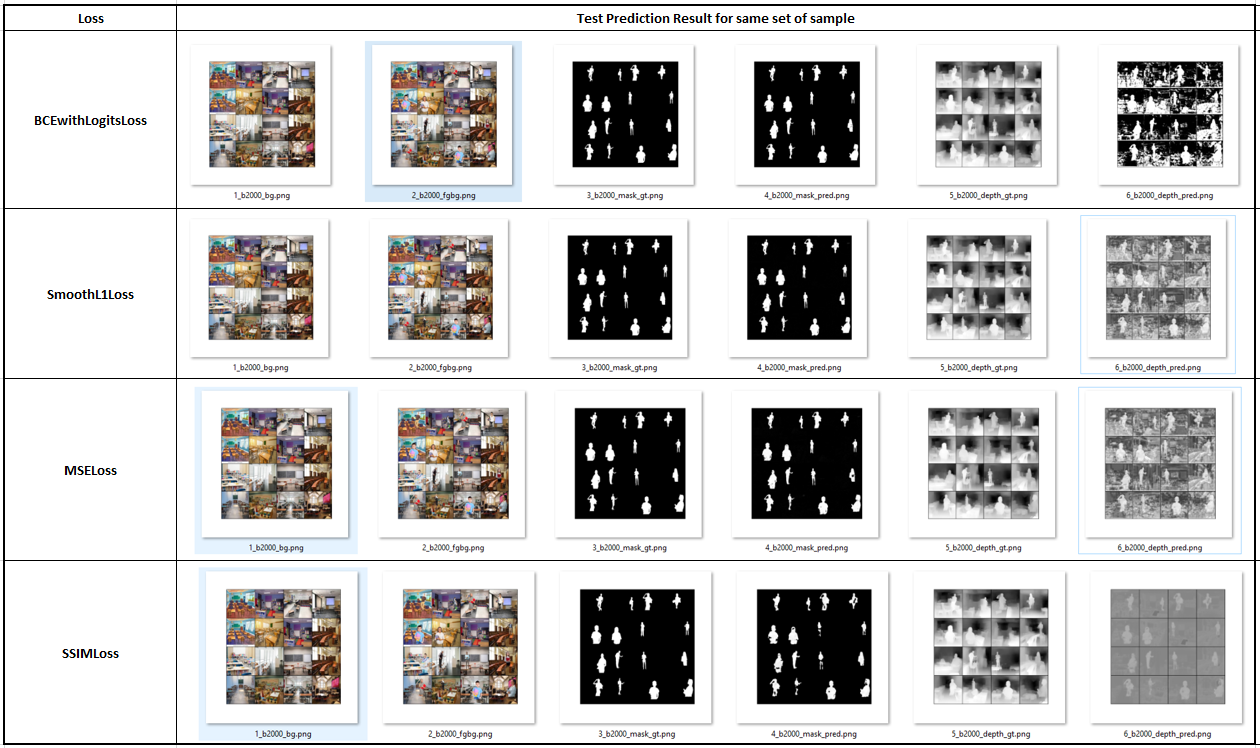 Loss
Test Prediction Result for same set of sample
BCEwithLogitsLoss
1_b2000_bg.png
2_b2000_fgbg.png
3_b2000_mask_gt.png
4_b2000_mask_pred.png
5_b2000_depth_gt.png
6_b2000_depth_pred.png
SmoothL1Loss
1_b2000_bg.png
2_b2000_fgbg.png
3_b2000_mask_gt.png
4_b2000_mask_pred.png
5_b2000_depth_gt.png
6_b2000_depth_pred.png
MSELoss
1_b2000_bg.png
2_b2000_fgbg.png
3_b2000_mask_gt.png
4_b2000_mask_pred.png
5_b2000_depth_gt.png
6_b2000_depth_pred.png
SSIMLoss
1_b2000_bg.png
2_b2000_fgbg.png
3_b2000_mask_gt.png
4_b2000_mask_pred.png
5_b2000_depth_gt.png
6_b2000_depth_pred.png